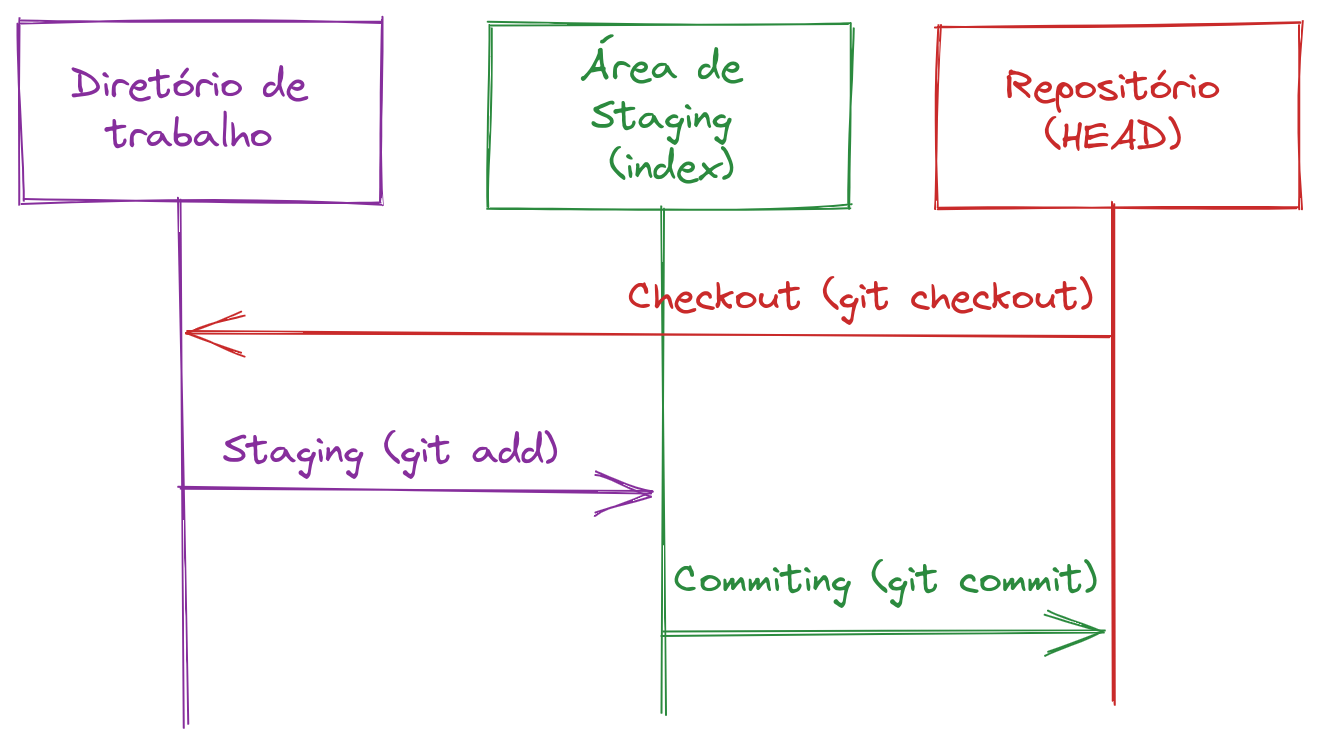 Diretório de
trabalho
Área de
Staging
(index)
Repositório
(HEAD)
Checkout (git checkout)
Staging (git add)
Commiting (git commit)